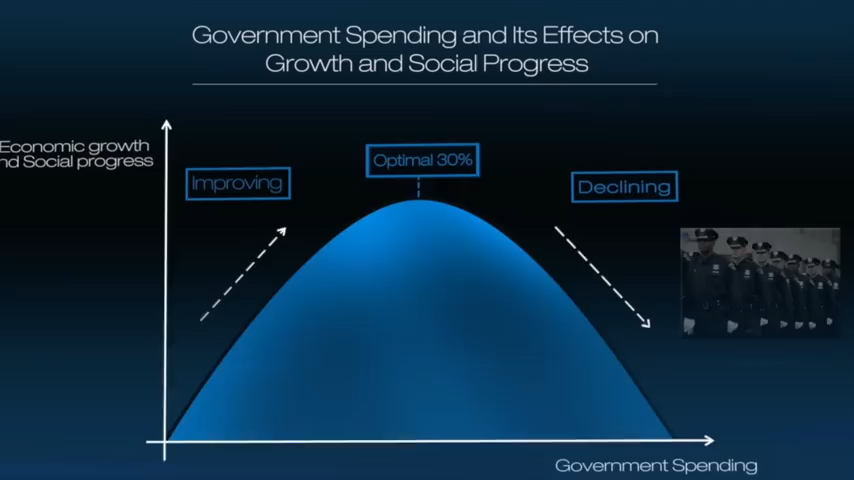 Government Spending and Its Effects on
Growth and Social Progress
Economic growth
nd Social progress
Improving
Optimal 30%
Declining
Government Spending